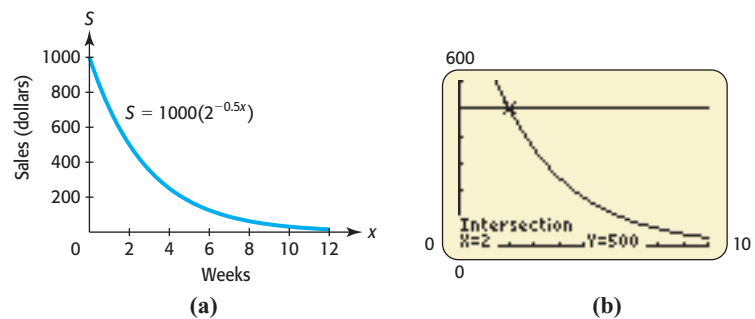 S
1000
800
600
400
200
0
2 4 6 8 10 12
x
Sales (dollars)
Weeks
S = 1000(2^{−0.5x})
(a)
600
Intersection
X=2 Y=500
0
10
0
(b)